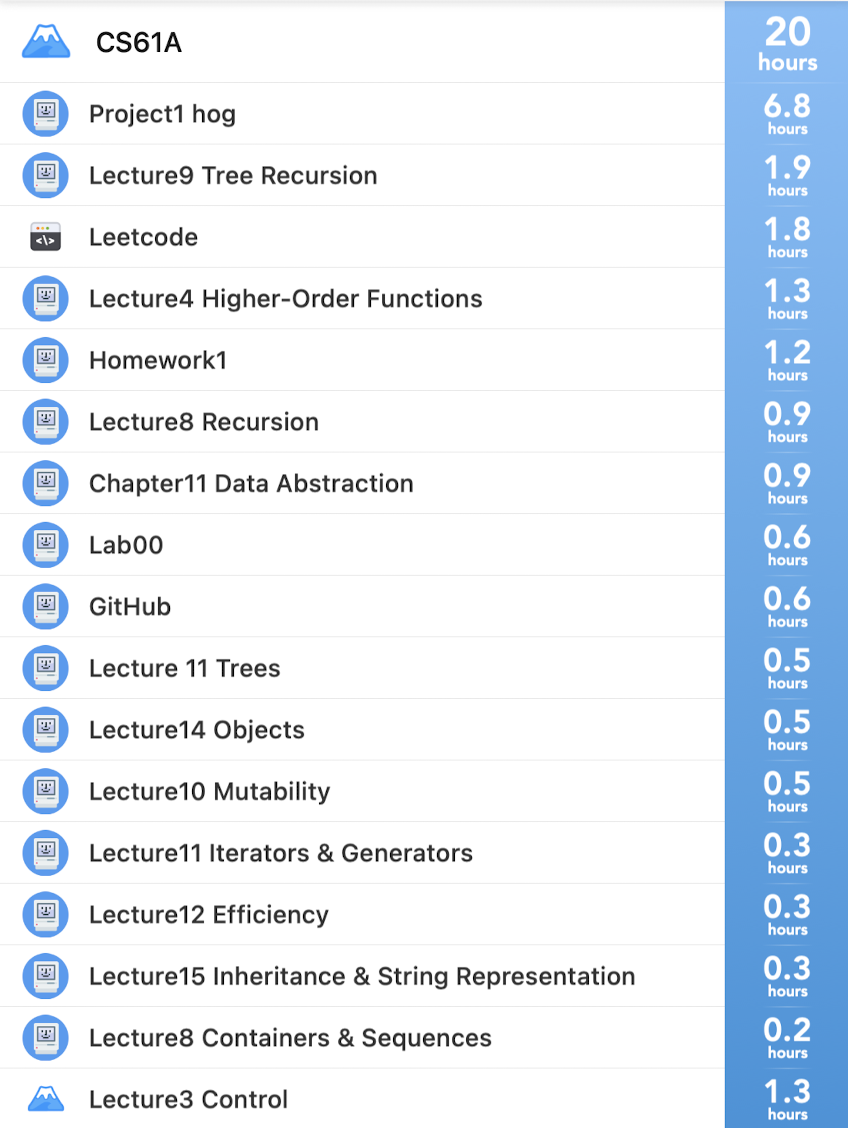 CS61A
20
hours
Project1 hog
6.8
hours
Lecture9 Tree Recursion
1.9
hours
Leetcode
1.8
hours
Lecture4 Higher-Order Functions
1.3
hours
Homework1
1.2
hours
Lecture8 Recursion
0.9
hours
Chapter11 Data Abstraction
0.9
hours
Lab00
0.6
hours
GitHub
0.6
hours
Lecture 11 Trees
0.5
hours
Lecture14 Objects
0.5
hours
Lecture10 Mutability
0.5
hours
Lecture11 Iterators & Generators
0.3
hours
Lecture12 Efficiency
0.3
hours
Lecture15 Inheritance & String Representation
0.3
hours
Lecture8 Containers & Sequences
0.2
hours
Lecture3 Control
1.3
hours